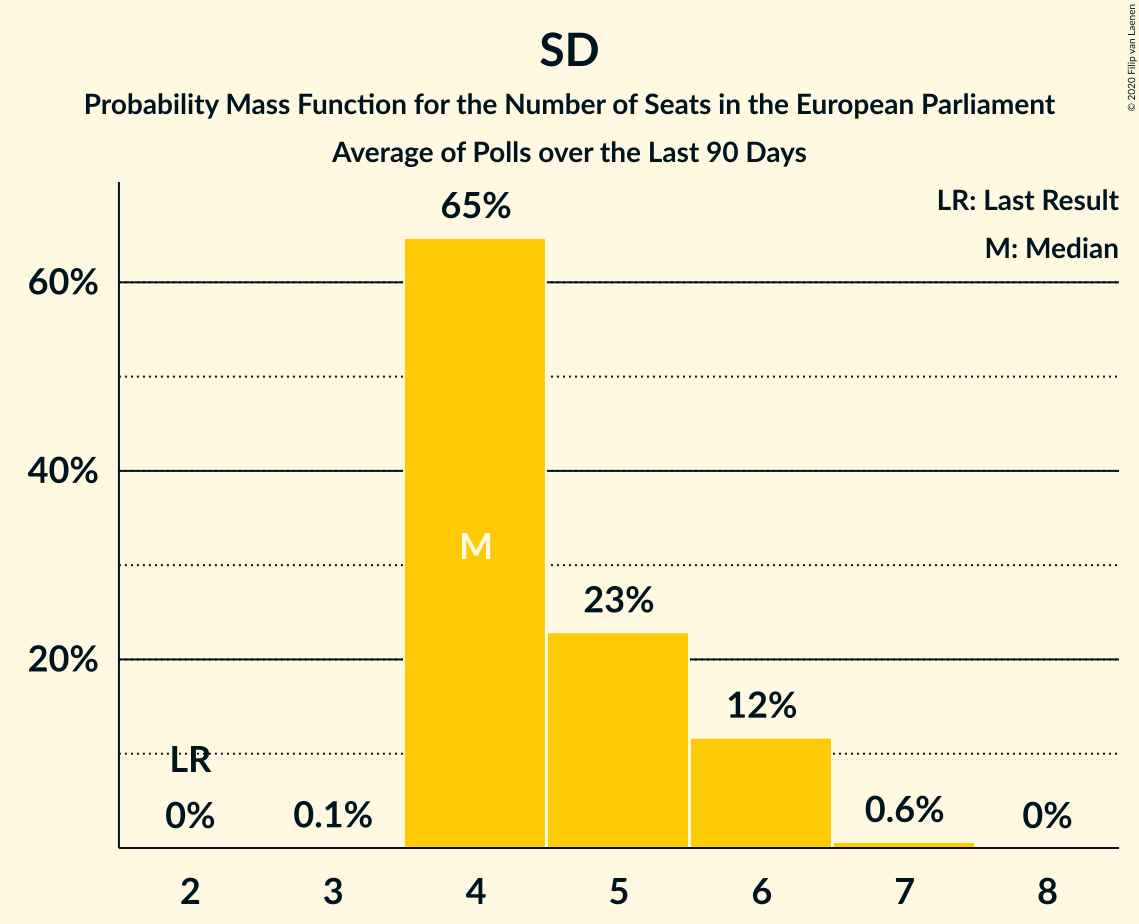 SD
Probability Mass Function for the Number of Seats in the European Parliament
Average of Polls over the Last 90 Days
© 2020 Filip van Laenen
LR: Last Result
M: Median
65%
60%
40%
M
23%
20%
12%
LR
0%
0.1%
0.6%
0%
2 3 4 5 6 7 8